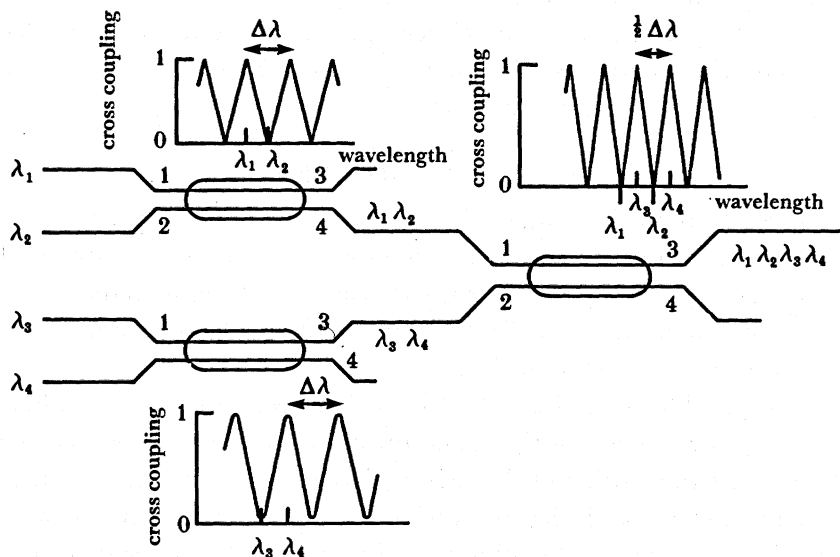 Δλ
cross coupling
1
0
λ₁ λ₂
wavelength
½ Δλ
cross coupling
1
0
λ₃ λ₄
λ₁ λ₂
wavelength
λ₁
1
3
λ₂
2
4
λ₁ λ₂
1
3
λ₁ λ₂ λ₃ λ₄
2
4
λ₃
1
3
λ₃ λ₄
λ₄
4
Δλ
cross coupling
1
0
λ₃ λ₄